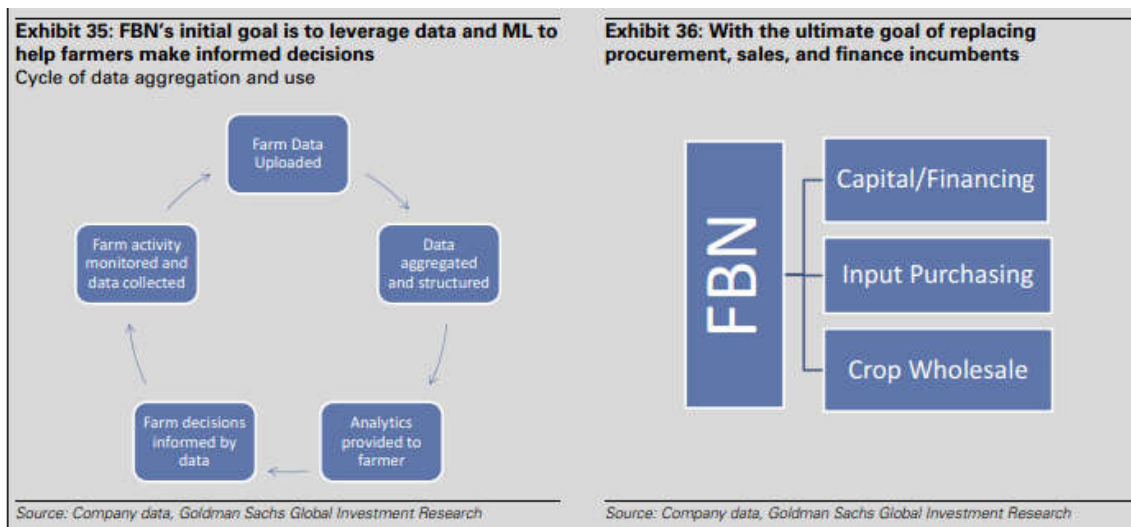 Exhibit 35: FBN's initial goal is to leverage data and ML to
help farmers make informed decisions
Cycle of data aggregation and use
Farm Data
Uploaded
Data
aggregated
and structured
Analytics
provided to
farmer
Farm decisions
informed by
data
Farm activity
monitored and
data collected
Source: Company data, Goldman Sachs Global Investment Research
Exhibit 36: With the ultimate goal of replacing
procurement, sales, and finance incumbents
FBN
Capital/Financing
Input Purchasing
Crop Wholesale
Source: Company data, Goldman Sachs Global Investment Research